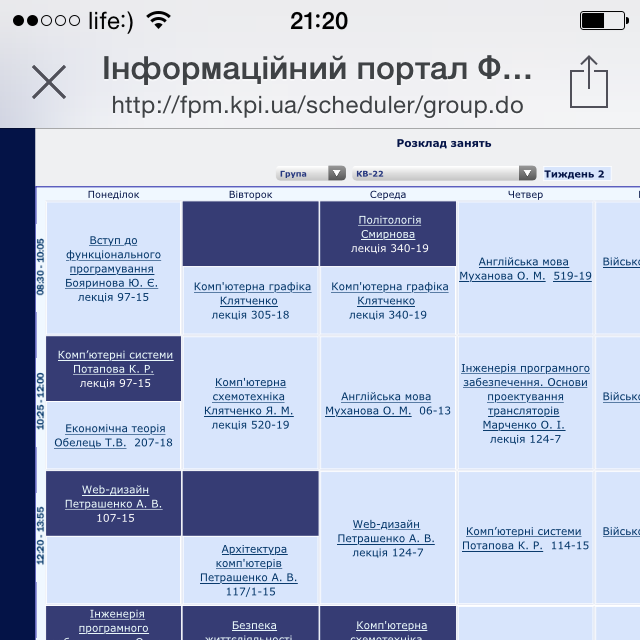 life:)
21:20
Інформаційний портал Ф...
http://fpm.kpi.ua/scheduler/group.do
Розклад занять
Група КВ-22 Тиждень 2
Понеділок Вівторок Середа Четвер
08:30 - 10:05
Вступ до
функціонального
програмування
Бояринова Ю. Є.
лекція 97-15
Комп'ютерна графіка
Клятченко
лекція 305-18
Політологія
Смирнова
лекція 340-19
Комп'ютерна графіка
Клятченко
лекція 340-19
Англійська мова
Муханова О. М. 519-19
10:25 - 12:00
Комп'ютерні системи
Потапова К. Р.
лекція 97-15
Економічна теорія
Обелець Т.В. 207-18
Комп'ютерна
схемотехніка
Клятченко Я. М.
лекція 520-19
Англійська мова
Муханова О. М. 06-13
Інженерія програмного
забезпечення. Основи
проектування
трансляторів
Марченко О. І.
лекція 124-7
12:20 - 13:55
Web-дизайн
Петрашенко А. В.
107-15
Архітектура
комп'ютерів
Петрашенко А. В.
117/1-15
Web-дизайн
Петрашенко А. В.
лекція 124-7
Комп'ютерні системи
Потапова К. Р. 114-15
Інженерія
програмного
Безпека
життєдіяльності
Комп'ютерна
схемотехніка